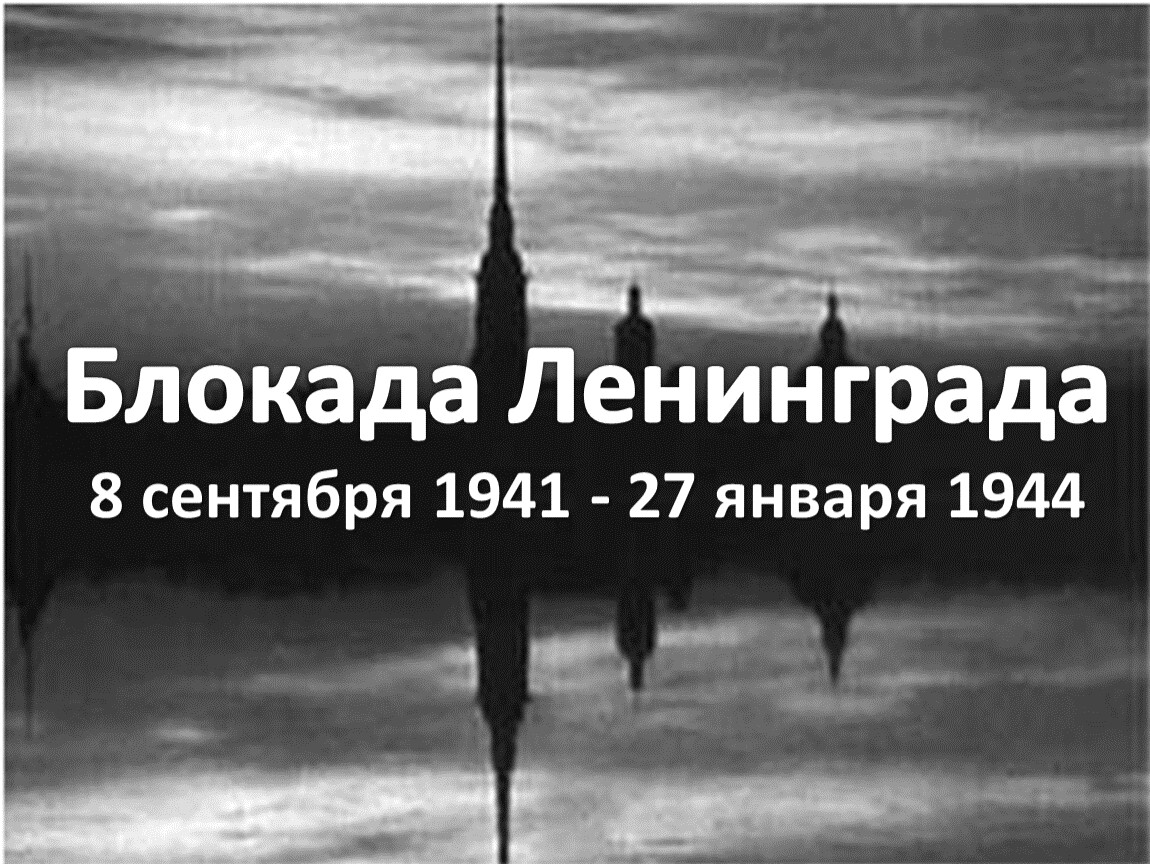 Блокада Ленинграда
8 сентября 1941 - 27 января 1944